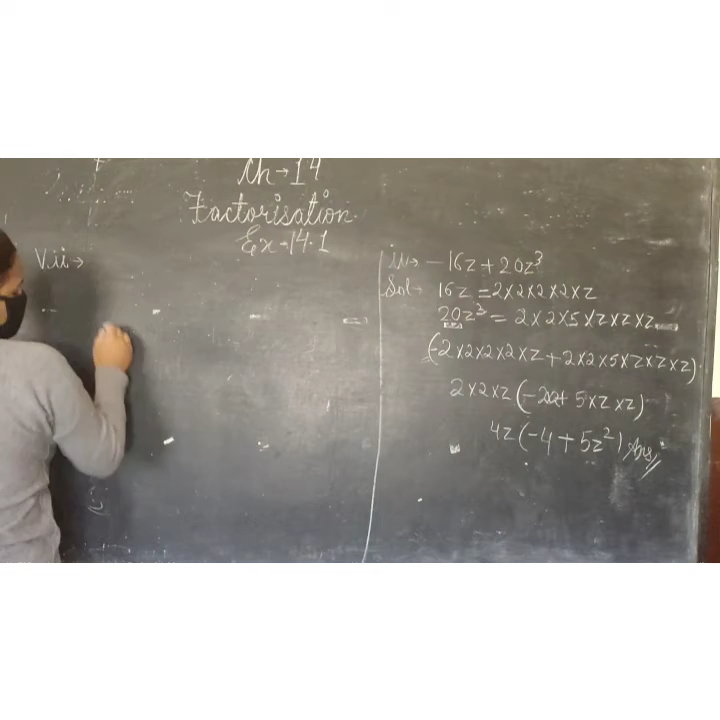 Ch→14
Factorisation
Ex-14.1
Vii→
iv→ -16z+20z³
Sol- 16z=2×2×2×2×z
20z³= 2×2×5×z×z×z
(-2×2×2×2×z+2×2×5×z×z×z)
2×2×z(-2×2+5×z×z)
4z(-4+5z²) Ans